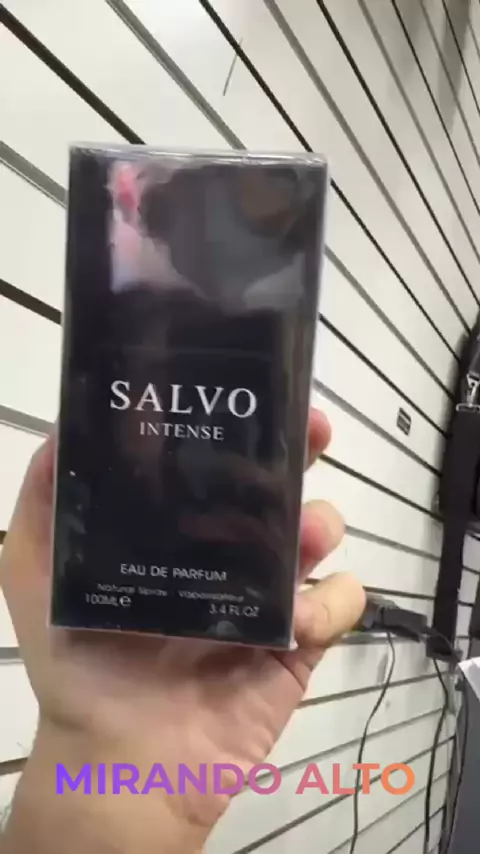 SALVO
INTENSE
EAU DE PARFUM
Natural Spray Vaporisateur
100ML e
3.4 FL.OZ
MIRANDO ALTO